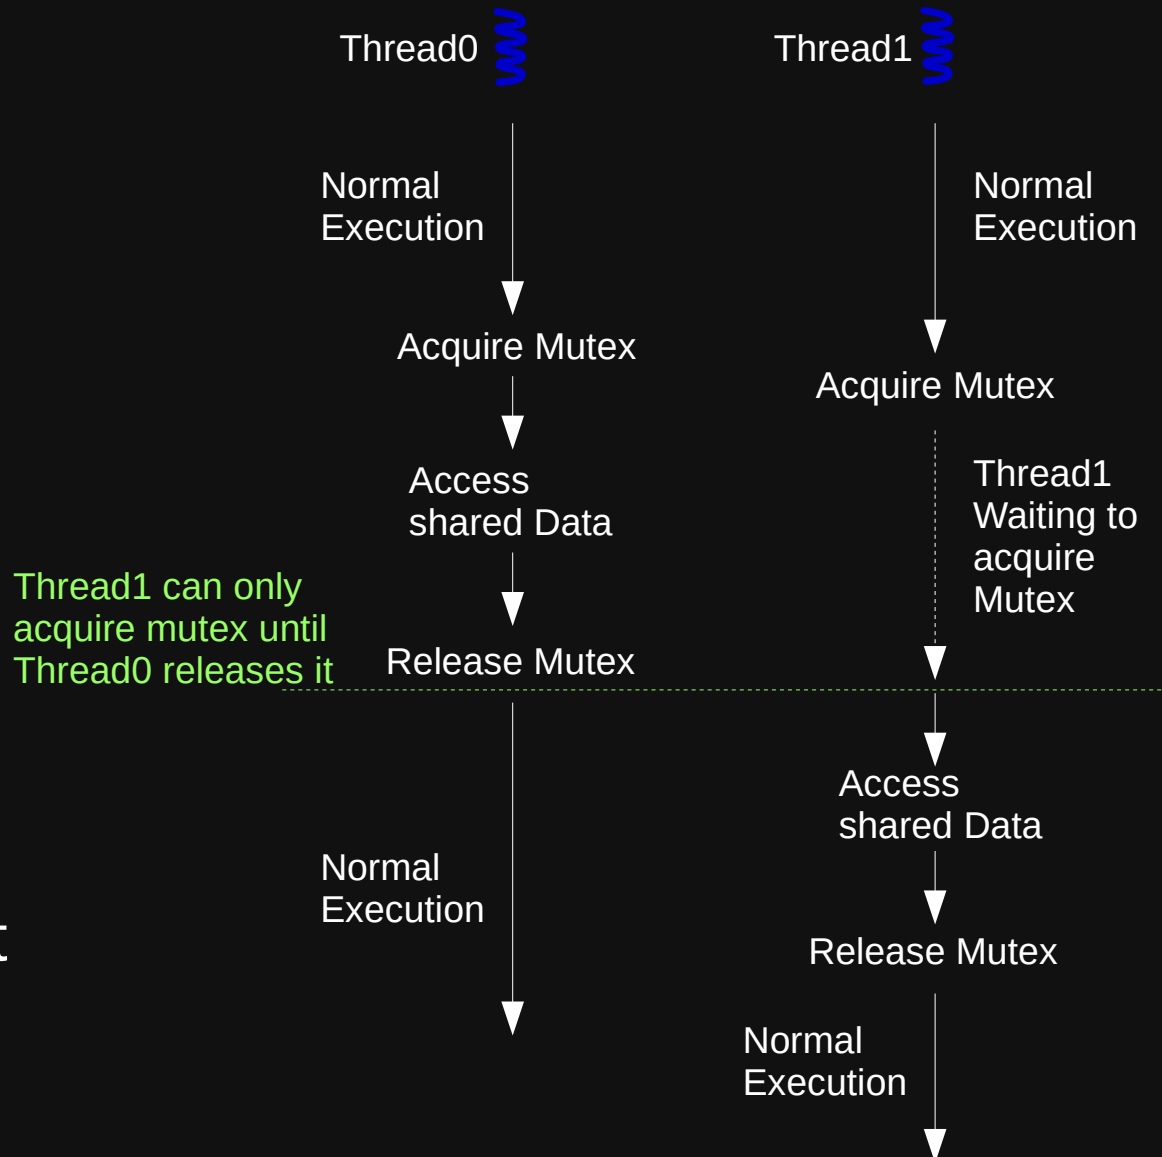 Thread0
Thread1
Normal
Execution
Normal
Execution
Acquire Mutex
Acquire Mutex
Access
shared Data
Thread1
Waiting to
acquire
Mutex
Thread1 can only
acquire mutex until
Thread0 releases it
Release Mutex
Access
shared Data
Normal
Execution
Release Mutex
Normal
Execution